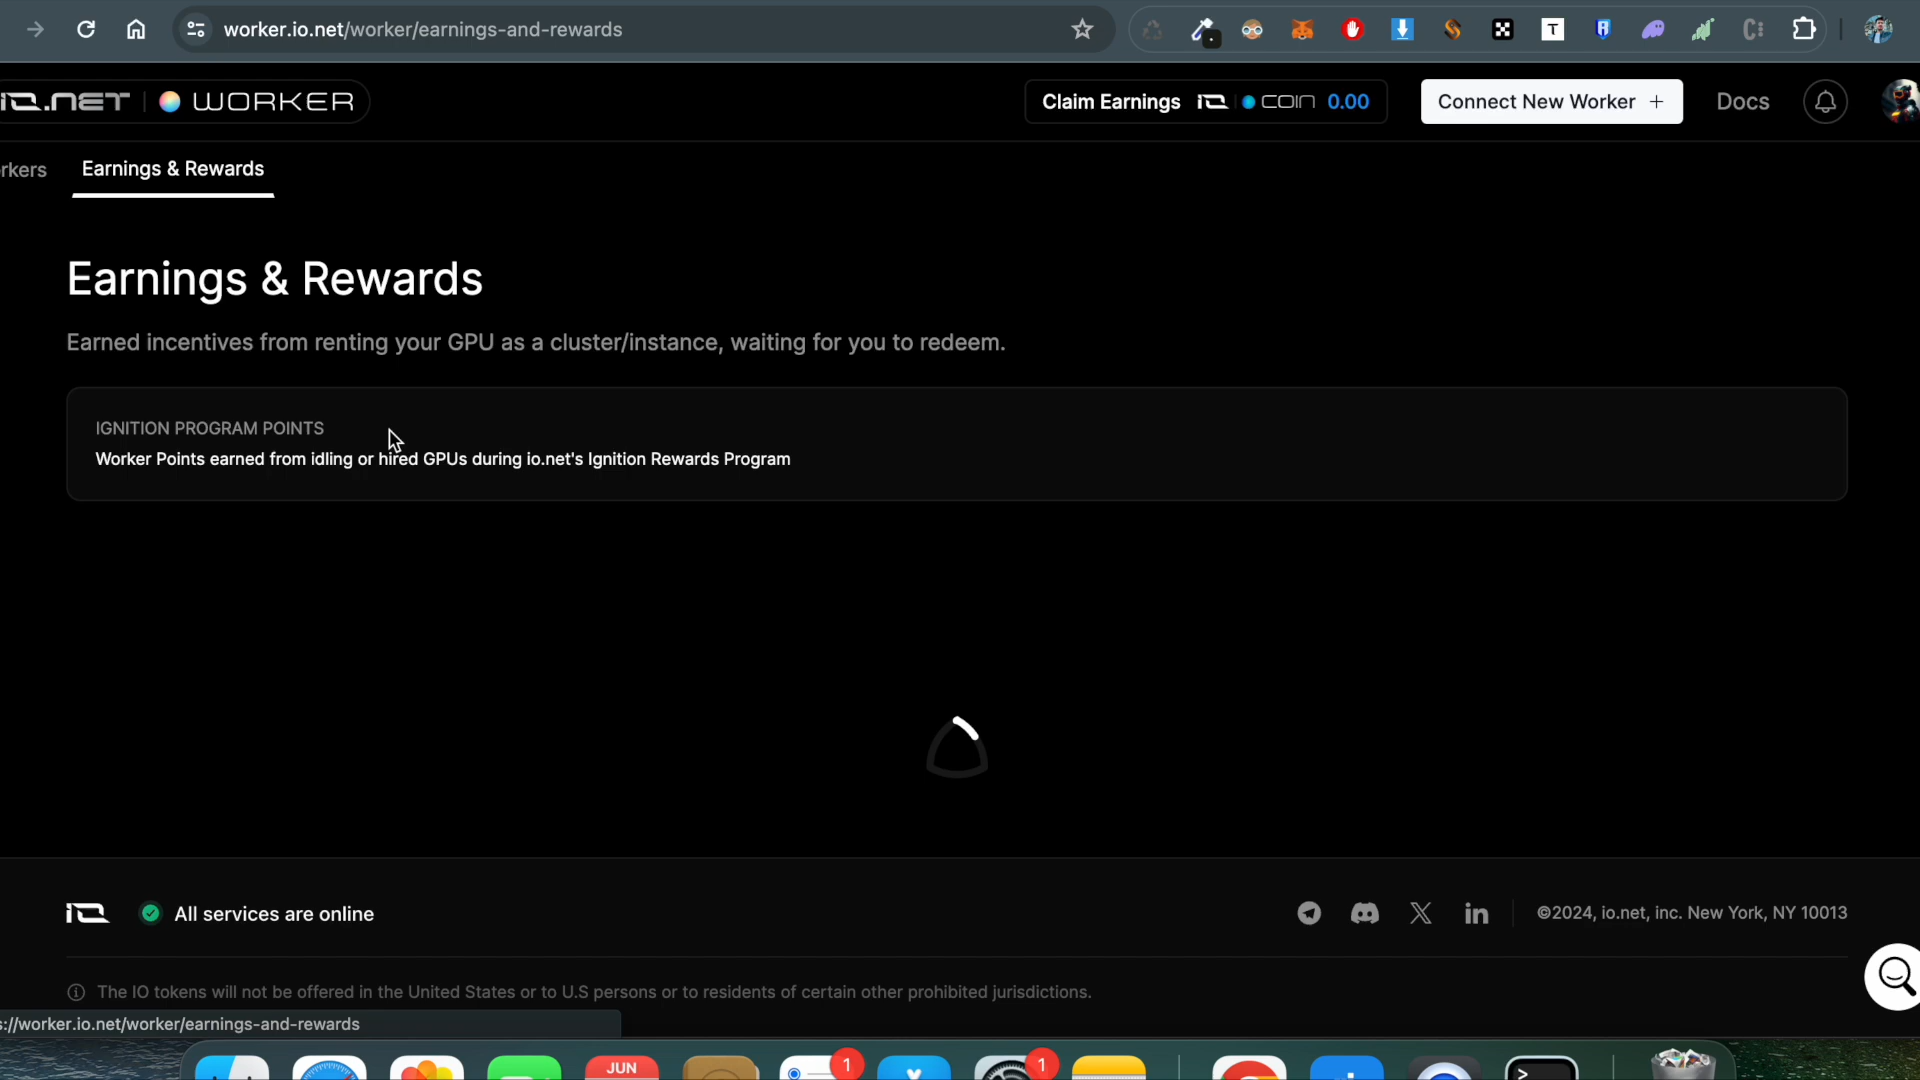 worker.io.net/worker/earnings-and-rewards
T
IO.NET WORKER
Claim Earnings IO COIN 0.00
Connect New Worker +
Docs
rkers
Earnings & Rewards
Earnings & Rewards
Earned incentives from renting your GPU as a cluster/instance, waiting for you to redeem.
IGNITION PROGRAM POINTS
Worker Points earned from idling or hired GPUs during io.net's Ignition Rewards Program
IO
All services are online
X in
©2024, io.net, inc. New York, NY 10013
The IO tokens will not be offered in the United States or to U.S persons or to residents of certain other prohibited jurisdictions.
s://worker.io.net/worker/earnings-and-rewards
JUN
1
1